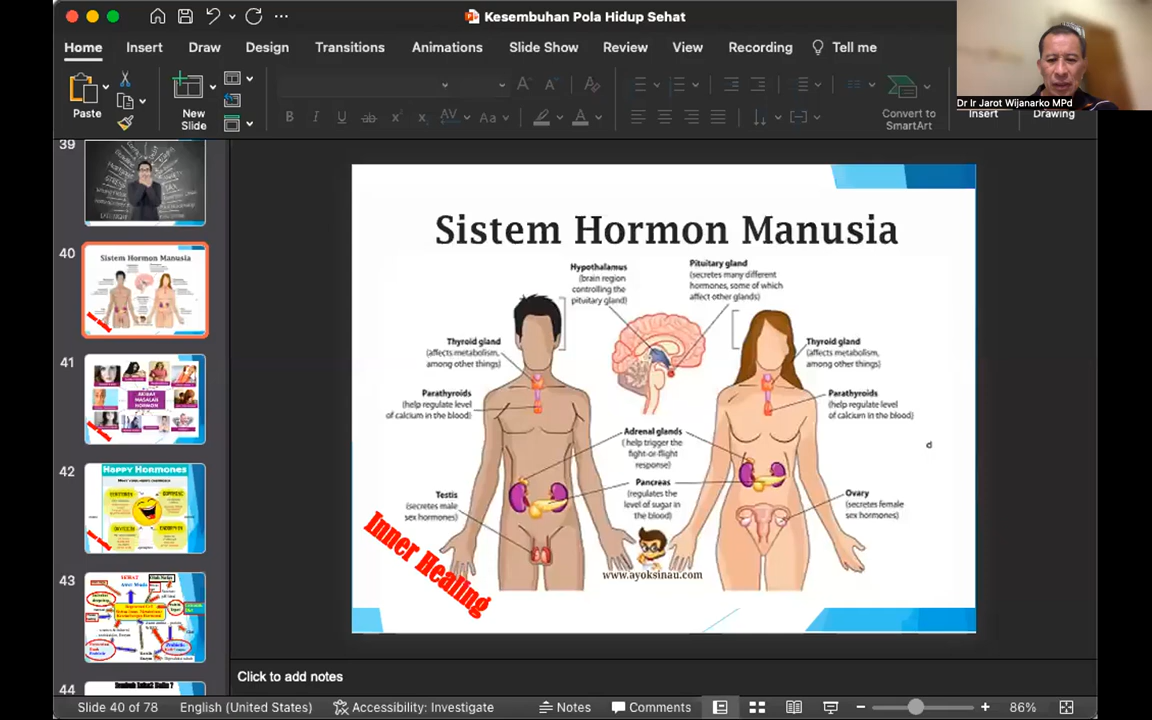 Kesembuhan Pola Hidup Sehat
Home Insert Draw Design Transitions Animations Slide Show Review View Recording Tell me
Dr Ir Jarot Wijanarko MPd
Paste
New
Slide
B I U ab X X AV Aa A
Convert to
SmartArt
Insert
Drawing
39
40
Sistem Hormon Manusia
41
42
Happy Hormones
43
44
Sistem Hormon Manusia
Hypothalamus
(brain region
controlling the
pituitary gland)
Pituitary gland
(secretes many different
hormones, some of which
affect other glands)
Thyroid gland
(affects metabolism,
among other things)
Thyroid gland
(affects metabolism,
among other things)
Parathyroids
(help regulate level
of calcium in the blood)
Parathyroids
(help regulate level
of calcium in the blood)
Adrenal glands
(help trigger the
fight-or-flight
response)
Pancreas
(regulates the
level of sugar in
the blood)
Testis
(secretes male
sex hormones)
Ovary
(secretes female
sex hormones)
d
Inner Healing
www.ayoksinau.com
Click to add notes
Slide 40 of 78 English (United States) Accessibility: Investigate Notes Comments 86%